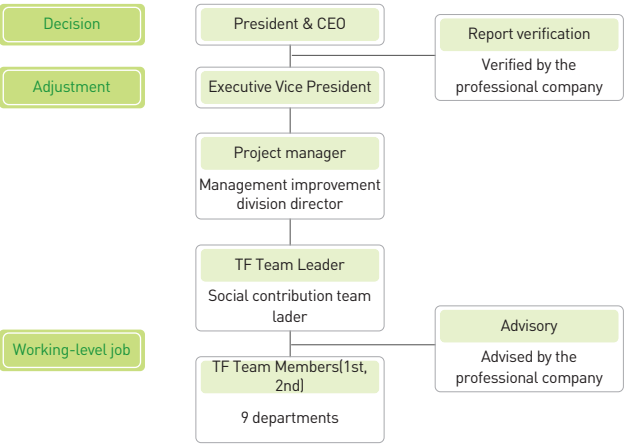 Decision
President & CEO
Report verification
Verified by the
professional company
Adjustment
Executive Vice President
Project manager
Management improvement
division director
TF Team Leader
Social contribution team
lader
Advisory
Advised by the
professional company
Working-level job
TF Team Members(1st,
2nd)
9 departments